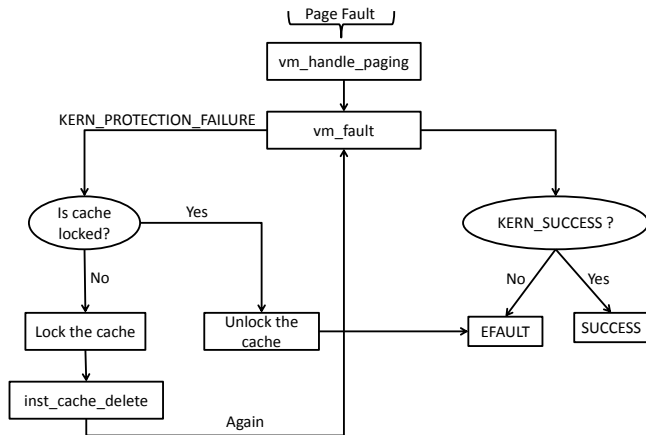 Page Fault
vm_handle_paging
KERN_PROTECTION_FAILURE
vm_fault
Is cache
locked?
Yes
KERN_SUCCESS ?
No
No
Yes
Lock the cache
Unlock the
cache
EFAULT
SUCCESS
inst_cache_delete
Again